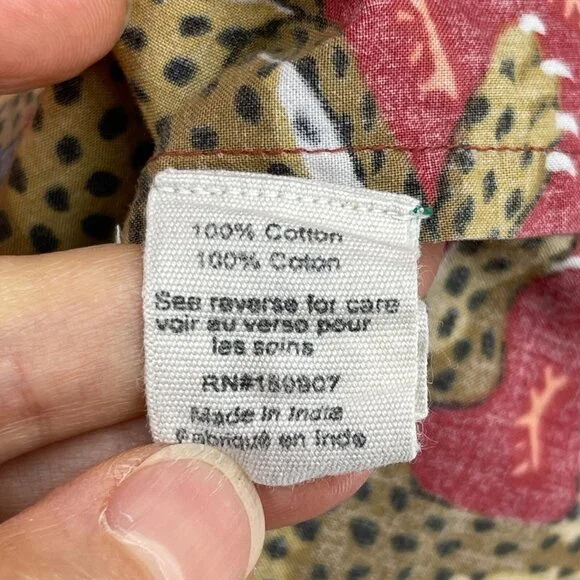 100% Cotton
100% Coton
See reverse for care
voir au verso pour
les soins
RN#150907
Made in India
Fabriqué en Inde